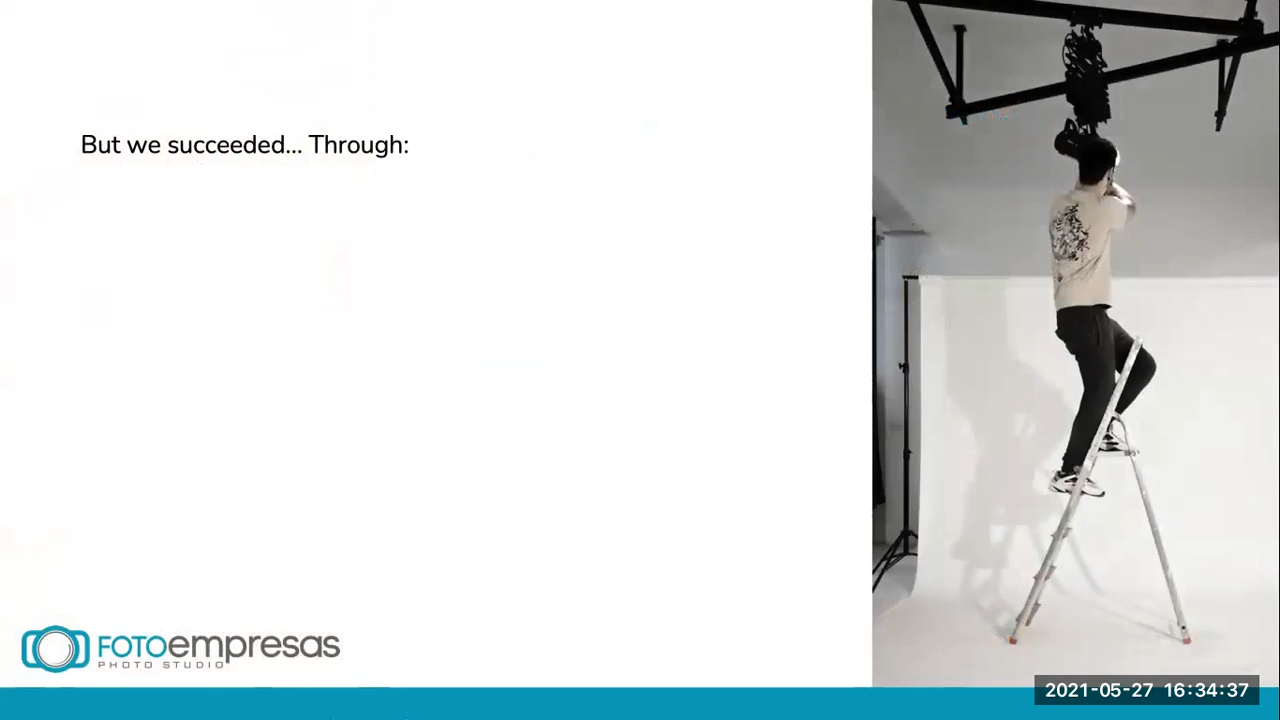 But we succeeded... Through:
FOTOempresas
PHOTO STUDIO
2021-05-27 16:34:37